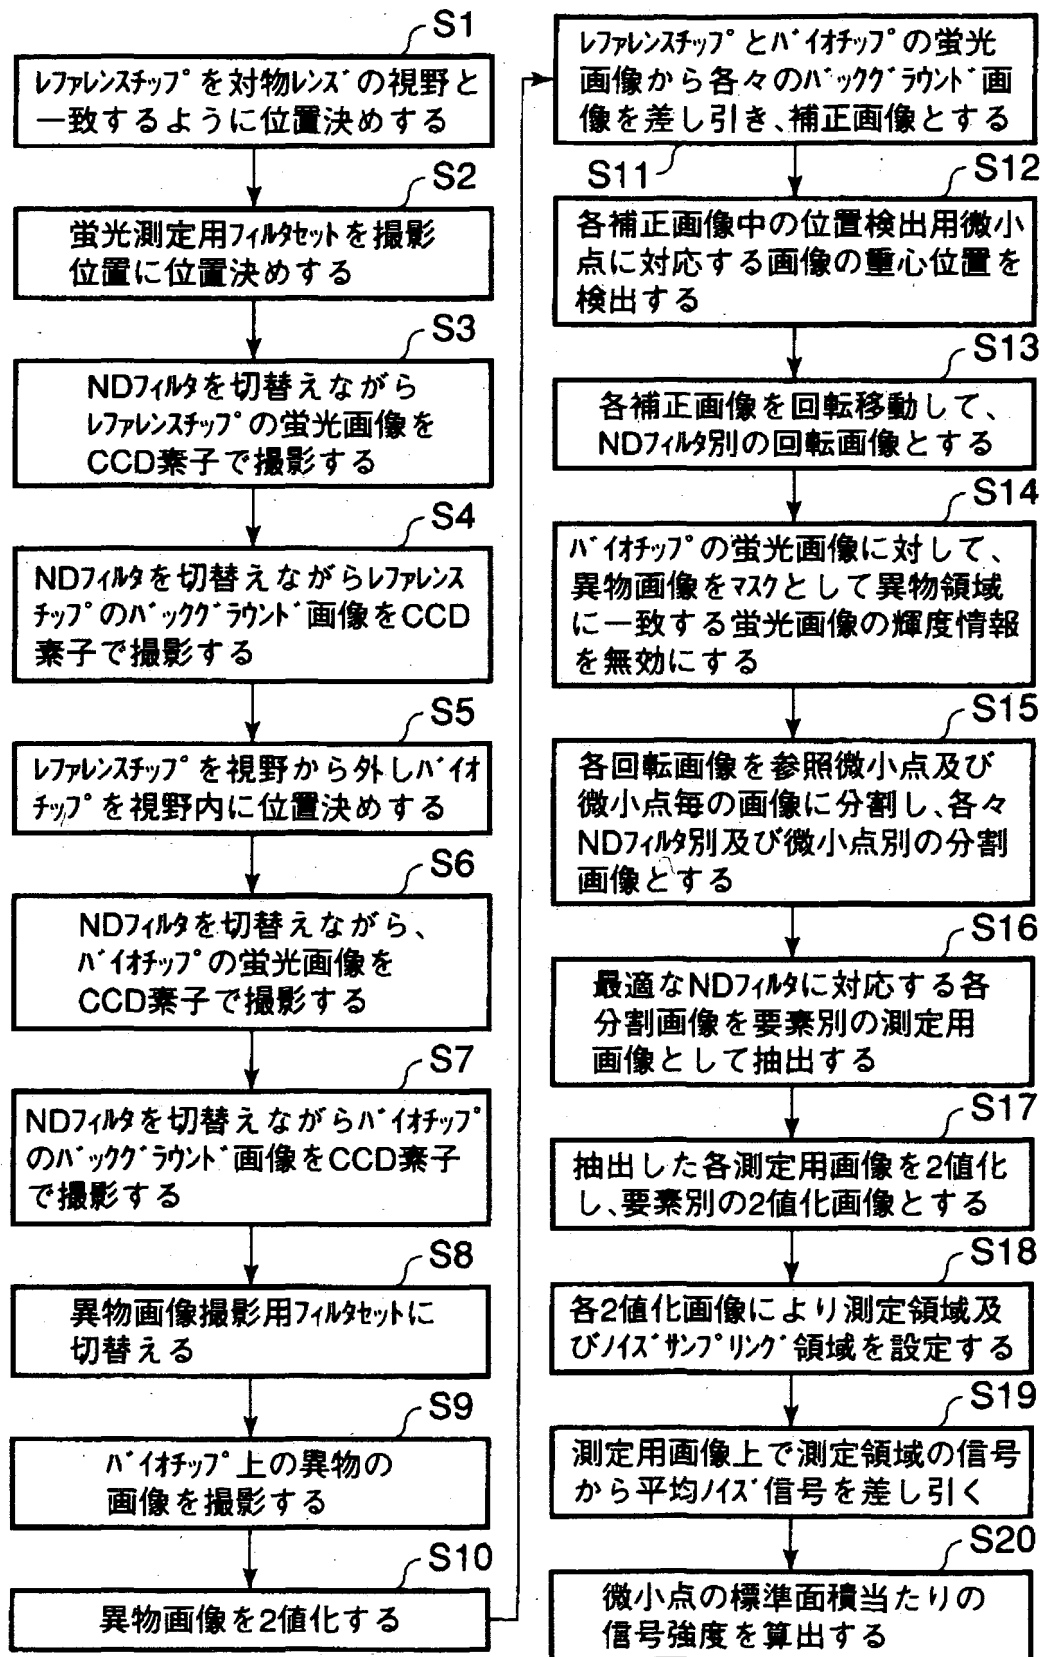 S1
レファレンスチップを対物レンズの視野と
一致するように位置決めする
S2
蛍光測定用フィルタセットを撮影
位置に位置決めする
S3
NDフィルタを切替えながら
レファレンスチップの蛍光画像を
CCD素子で撮影する
S4
NDフィルタを切替えながらレファレンス
チップのバックグラウンド画像をCCD
素子で撮影する
S5
レファレンスチップを視野から外しバイオ
チップを視野内に位置決めする
S6
NDフィルタを切替えながら、
バイオチップの蛍光画像を
CCD素子で撮影する
S7
NDフィルタを切替えながらバイオチップ
のバックグラウンド画像をCCD素子
で撮影する
S8
異物画像撮影用フィルタセットに
切替える
S9
バイオチップ上の異物の
画像を撮影する
S10
異物画像を2値化する
レファレンスチップとバイオチップの蛍光
画像から各々のバックグラウンド画
像を差し引き、補正画像とする
S11
S12
各補正画像中の位置検出用微小
点に対応する画像の重心位置を
検出する
S13
各補正画像を回転移動して、
NDフィルタ別の回転画像とする
S14
バイオチップの蛍光画像に対して、
異物画像をマスクとして異物領域
に一致する蛍光画像の輝度情報
を無効にする
S15
各回転画像を参照微小点及び
微小点毎の画像に分割し、各々
NDフィルタ別及び微小点別の分割
画像とする
S16
最適なNDフィルタに対応する各
分割画像を要素別の測定用
画像として抽出する
S17
抽出した各測定用画像を2値化
し、要素別の2値化画像とする
S18
各2値化画像により測定領域及
びノイズサンプリング領域を設定する
S19
測定用画像上で測定領域の信号
から平均ノイズ信号を差し引く
S20
微小点の標準面積当たりの
信号強度を算出する